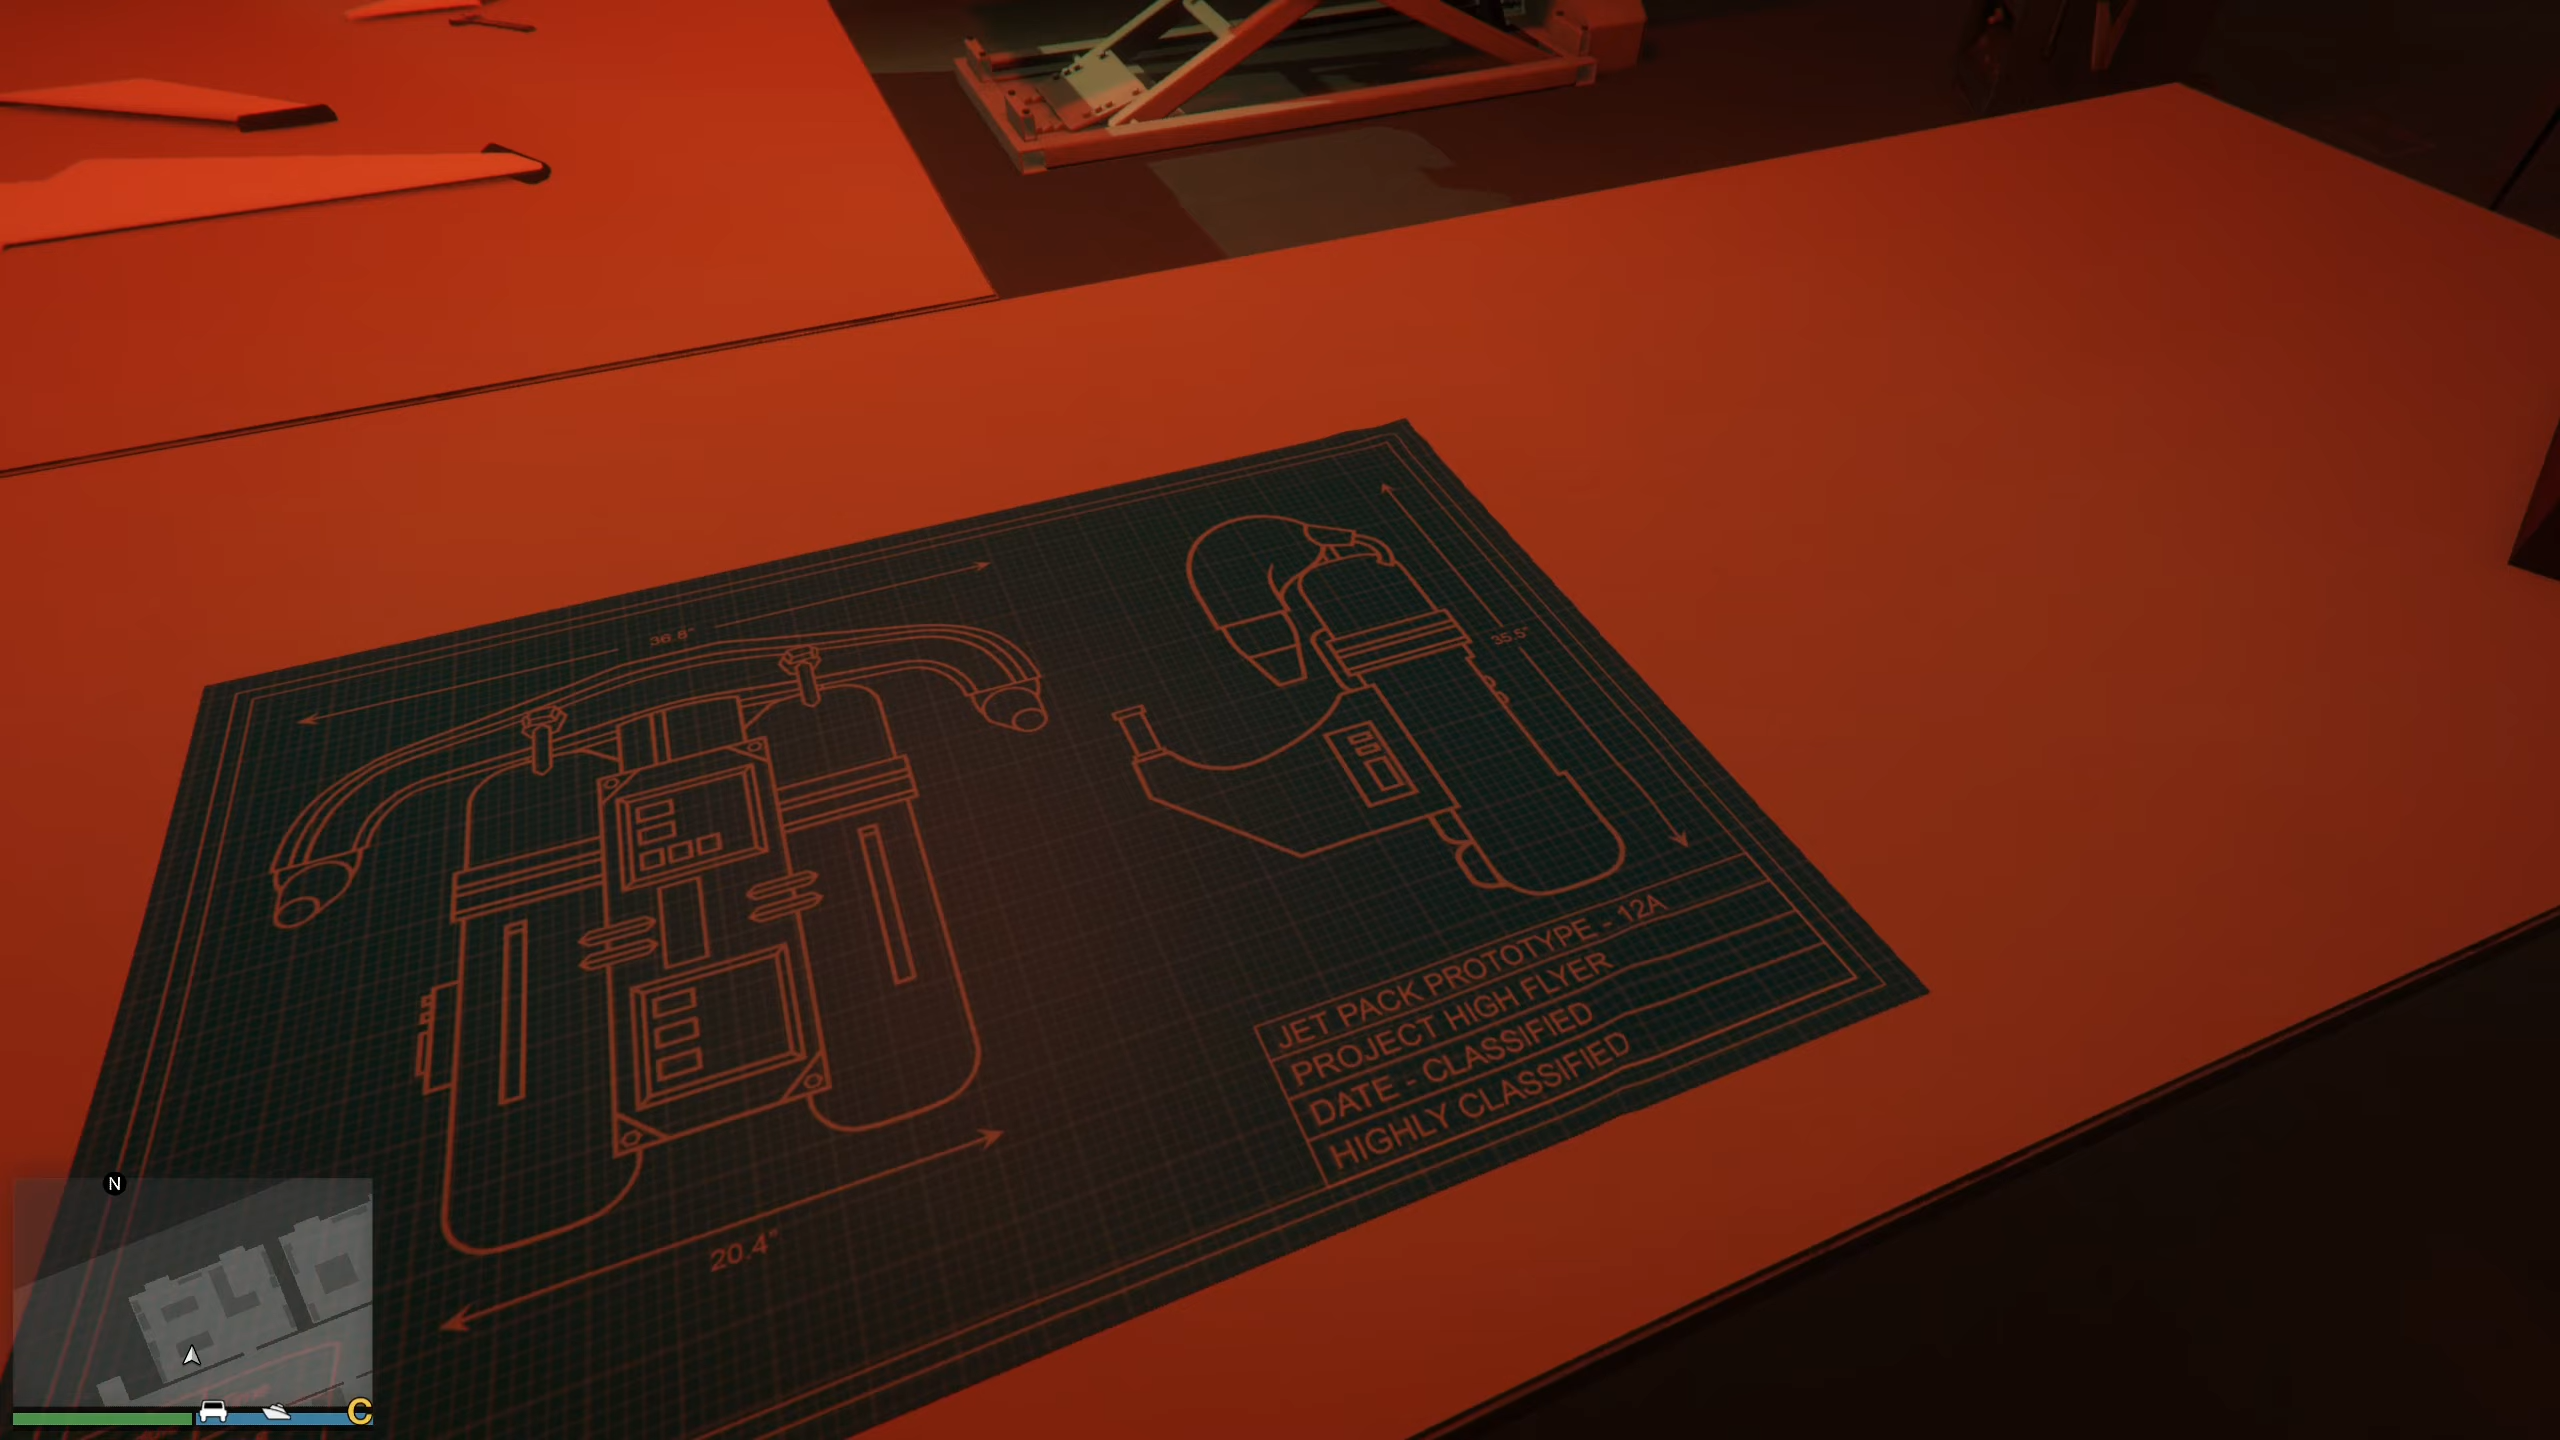 36.8"
35.5"
JET PACK PROTOTYPE - 12A
PROJECT HIGH FLYER
DATE - CLASSIFIED
HIGHLY CLASSIFIED
20.4"
N
C